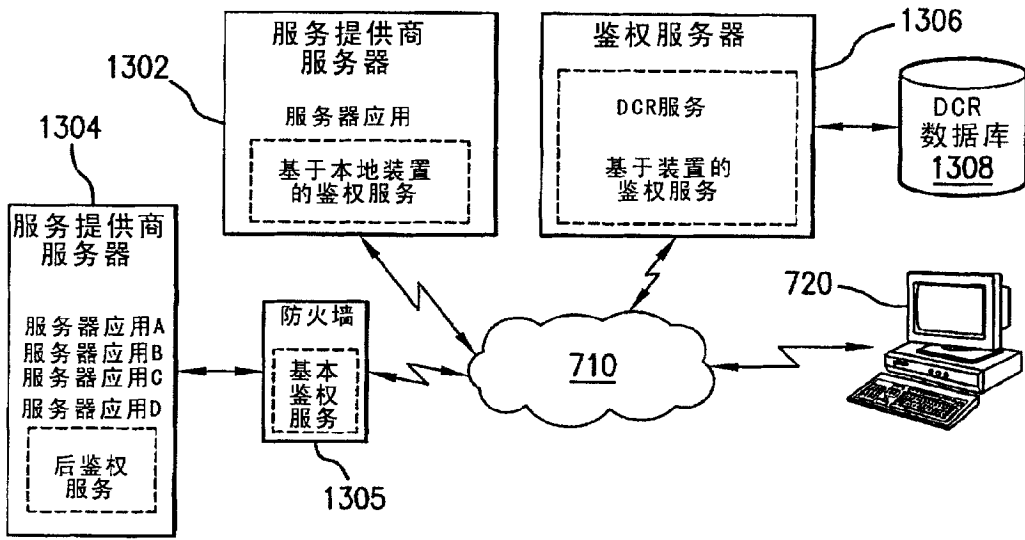 1302
服务提供商
服务器
服务器应用
基于本地装置
的鉴权服务
鉴权服务器
1306
DCR服务
基于装置的
鉴权服务
DCR
数据库
1308
1304
服务提供商
服务器
服务器应用A
服务器应用B
服务器应用C
服务器应用D
后鉴权
服务
防火墙
基本
鉴权
服务
1305
710
720